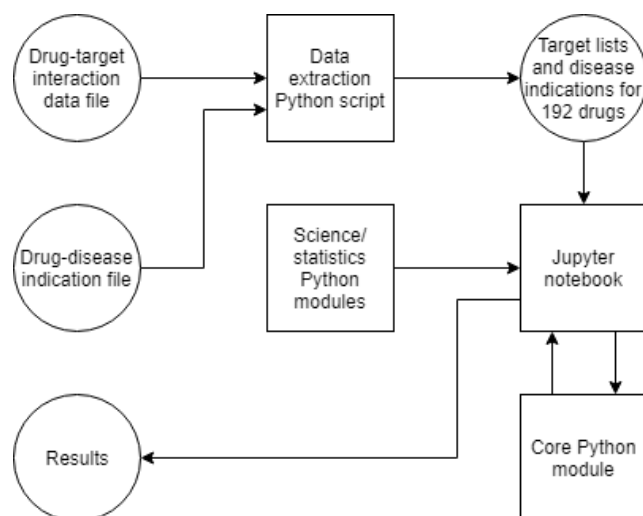 Drug-target
interaction
data file
Data
extraction
Python script
Target lists
and disease
indications for
192 drugs
Drug-disease
indication file
Science/
statistics
Python
modules
Jupyter
notebook
Results
Core Python
module